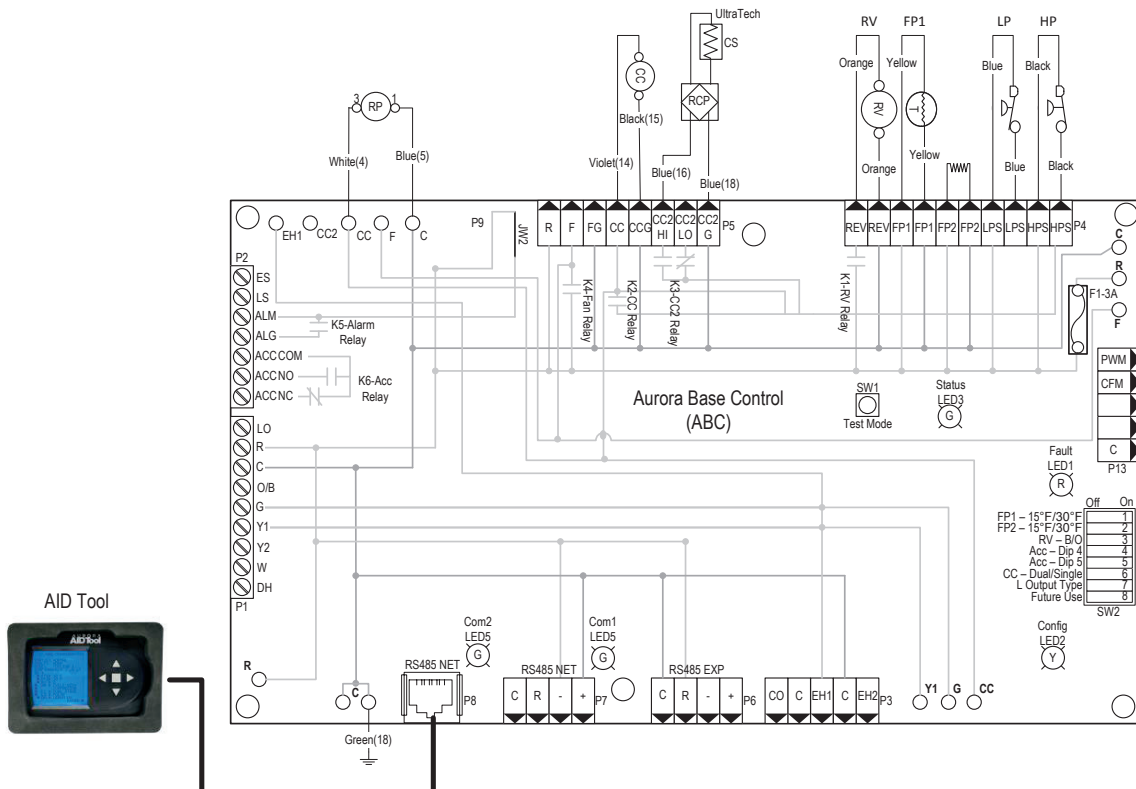 UltraTech
CS
RV
FP1
LP
HP
CC
Orange
Yellow
Blue
Black
3
RP
1
RCP
RV
T
Black(15)
White(4)
Blue(5)
Violet(14)
Blue(16)
Blue(18)
Orange
Yellow
Blue
Black
EH1
CC2
CC
F
C
P9
JW2
R
F
FG
CC
CCG
CC2 HI
CC2 LO
CC2 G
P5
REV
REV
FP1
FP1
FP2
FP2
LPS
LPS
HPS
HPS
P4
C
R
F1-3A
F
P2
ES
LS
ALM
ALG
ACC COM
ACC NO
ACC NC
K5-Alarm
Relay
K6-Acc
Relay
K4-Fan Relay
K2-CC Relay
K3-CC2 Relay
K1-RV Relay
PWM
CFM
C
P13
Aurora Base Control
(ABC)
SW1
Test Mode
Status
LED3
G
Fault
LED1
R
LO
R
C
O/B
G
Y1
Y2
W
DH
P1
Off
On
FP1 – 15°F/30°F
1
FP2 – 15°F/30°F
2
RV – B/O
3
Acc – Dip 4
4
Acc – Dip 5
5
CC – Dual/Single
6
L Output Type
7
Future Use
8
SW2
Config
LED2
Y
AID Tool
AURORA
AID Tool
Com2
LED5
G
Com1
LED5
G
R
C
Green(18)
RS485 NET
P8
RS485 NET
C
R
-
+
P7
RS485 EXP
C
R
-
+
P6
CO
C
EH1
C
EH2
P3
Y1
G
CC